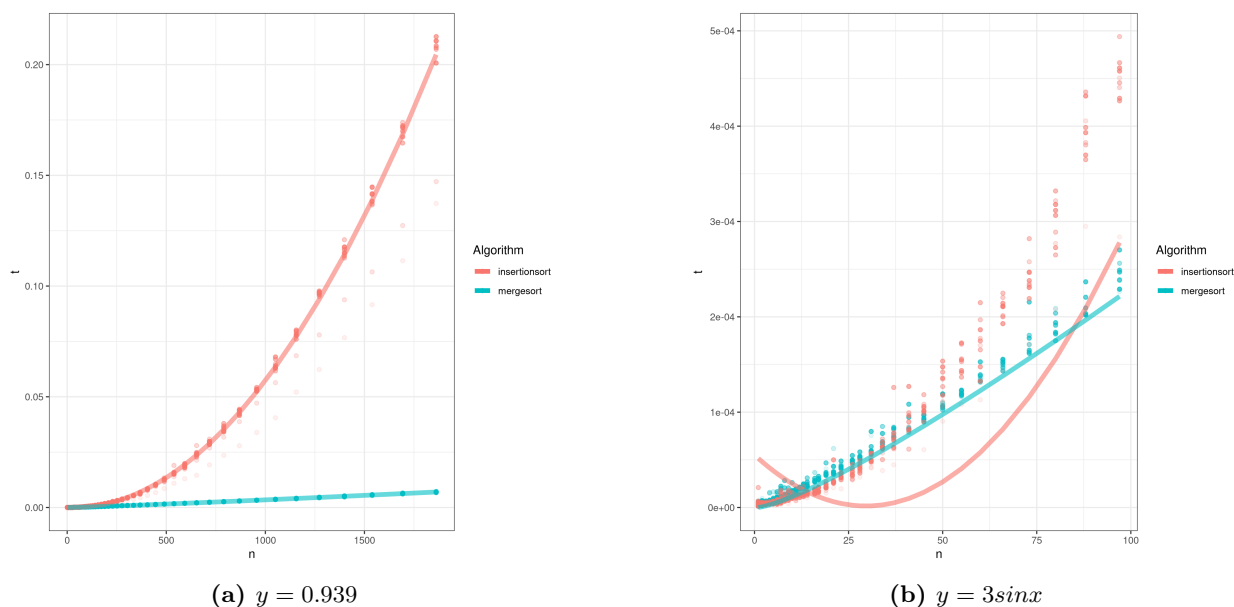 0.20
0.15
0.10
0.05
0.00
t
0
500
1000
1500
n
Algorithm
insertionsort
mergesort
(a) y = 0.939
5e-04
4e-04
3e-04
2e-04
1e-04
0e+00
t
0
25
50
75
100
n
Algorithm
insertionsort
mergesort
(b) y = 3sinx